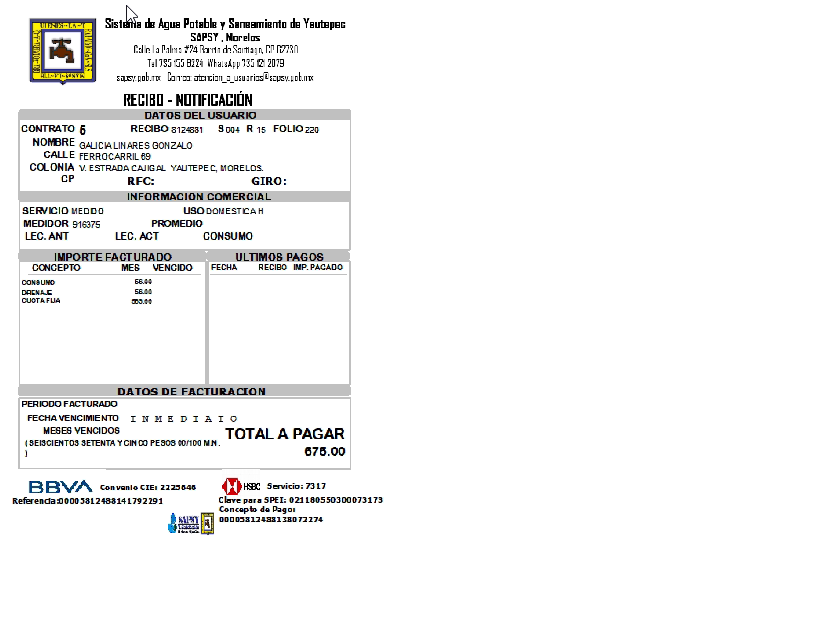 Sistema de Agua Potable y Saneamiento de Yautepec
SAPSY , Morelos
Calle La Palma #24 Barrio de Santiago, CP 62730
Tel 735 155 8224 WhatsApp 735 121 2079
sapsy.gob.mx Correo: atencion_a_usuarios@sapsy.gob.mx
RECIBO - NOTIFICACIÓN
DATOS DEL USUARIO
CONTRATO 6 RECIBO 8124881 S 004 R 15 FOLIO 220
NOMBRE GALICIA LINARES GONZALO
CALLE FERROCARRIL 69
COLONIA V. ESTRADA CAJIGAL YAUTEPEC, MORELOS.
CP RFC: GIRO:
INFORMACION COMERCIAL
SERVICIO MEDIDO USO DOMESTICA H
MEDIDOR 916375 PROMEDIO
LEC. ANT LEC. ACT CONSUMO
IMPORTE FACTURADO ULTIMOS PAGOS
CONCEPTO MES VENCIDO FECHA RECIBO IMP. PAGADO
CONSUMO 56.00
DRENAJE 56.00
CUOTA FIJA 563.00
DATOS DE FACTURACION
PERIODO FACTURADO
FECHA VENCIMIENTO I N M E D I A T O
MESES VENCIDOS TOTAL A PAGAR
( SEISCIENTOS SETENTA Y CINCO PESOS 00/100 M.N.
) 675.00
BBVA Convenio CIE: 2225646 HSBC Servicio: 7317
Referencia:00005812488141792291 Clave para SPEI: 021180550300073173
Concepto de Pago:
00005812488138072274
SAPSY